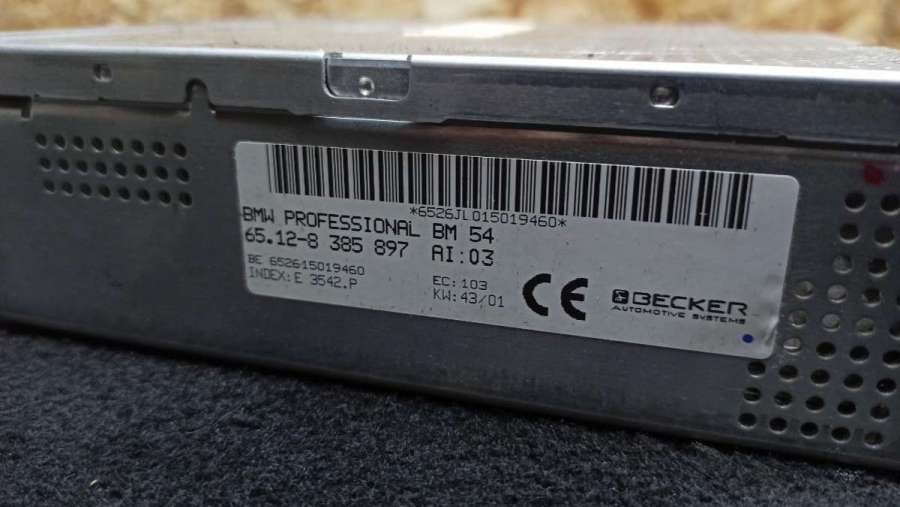 *6526JL015019460*
BMW PROFESSIONAL BM 54
65.12-8 385 897 AI:03
BE 652615019460
INDEX:E 3542.P
EC:103
KW:43/01
CE
BECKER
AUTOMOTIVE SYSTEMS